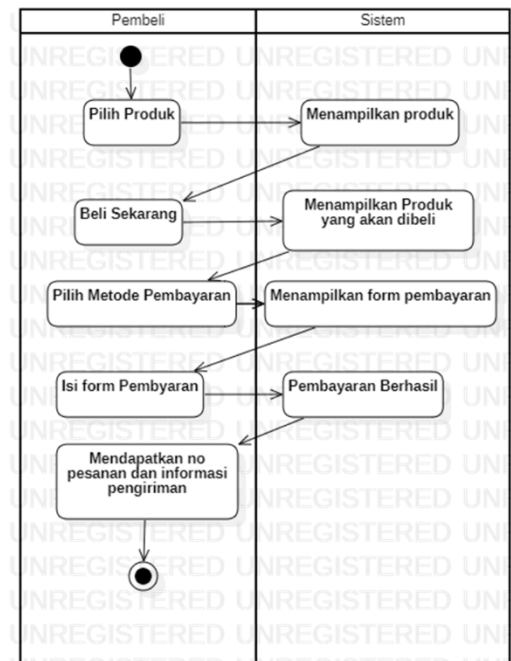 Pembeli
Sistem
Pilih Produk
Menampilkan produk
Beli Sekarang
Menampilkan Produk
yang akan dibeli
Pilih Metode Pembayaran
Menampilkan form pembayaran
Isi form Pembyaran
Pembayaran Berhasil
Mendapatkan no
pesanan dan informasi
pengiriman
UNREGISTERED